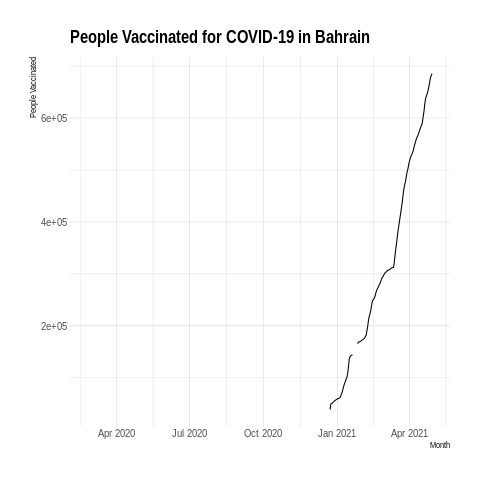 People Vaccinated for COVID-19 in Bahrain
People Vaccinated
6e+05
4e+05
2e+05
Apr 2020 Jul 2020 Oct 2020 Jan 2021 Apr 2021
Month